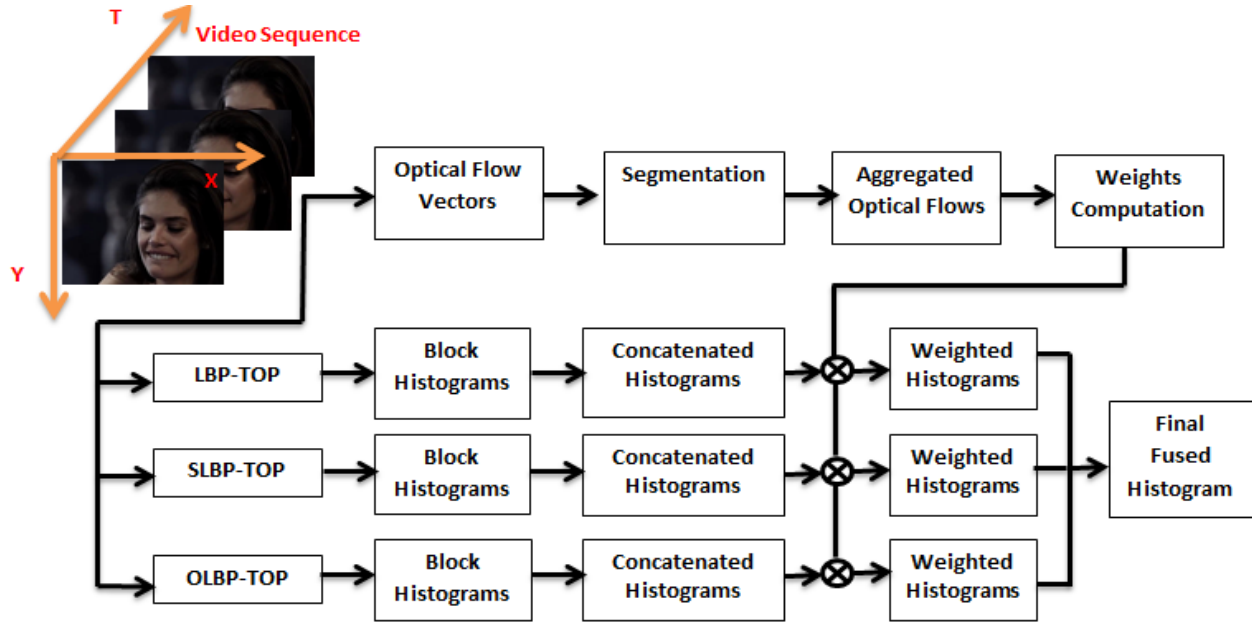 T
Video Sequence
X
Y
Optical Flow
Vectors
Segmentation
Aggregated
Optical Flows
Weights
Computation
LBP-TOP
Block
Histograms
Concatenated
Histograms
Weighted
Histograms
SLBP-TOP
Block
Histograms
Concatenated
Histograms
Weighted
Histograms
Final
Fused
Histogram
OLBP-TOP
Block
Histograms
Concatenated
Histograms
Weighted
Histograms